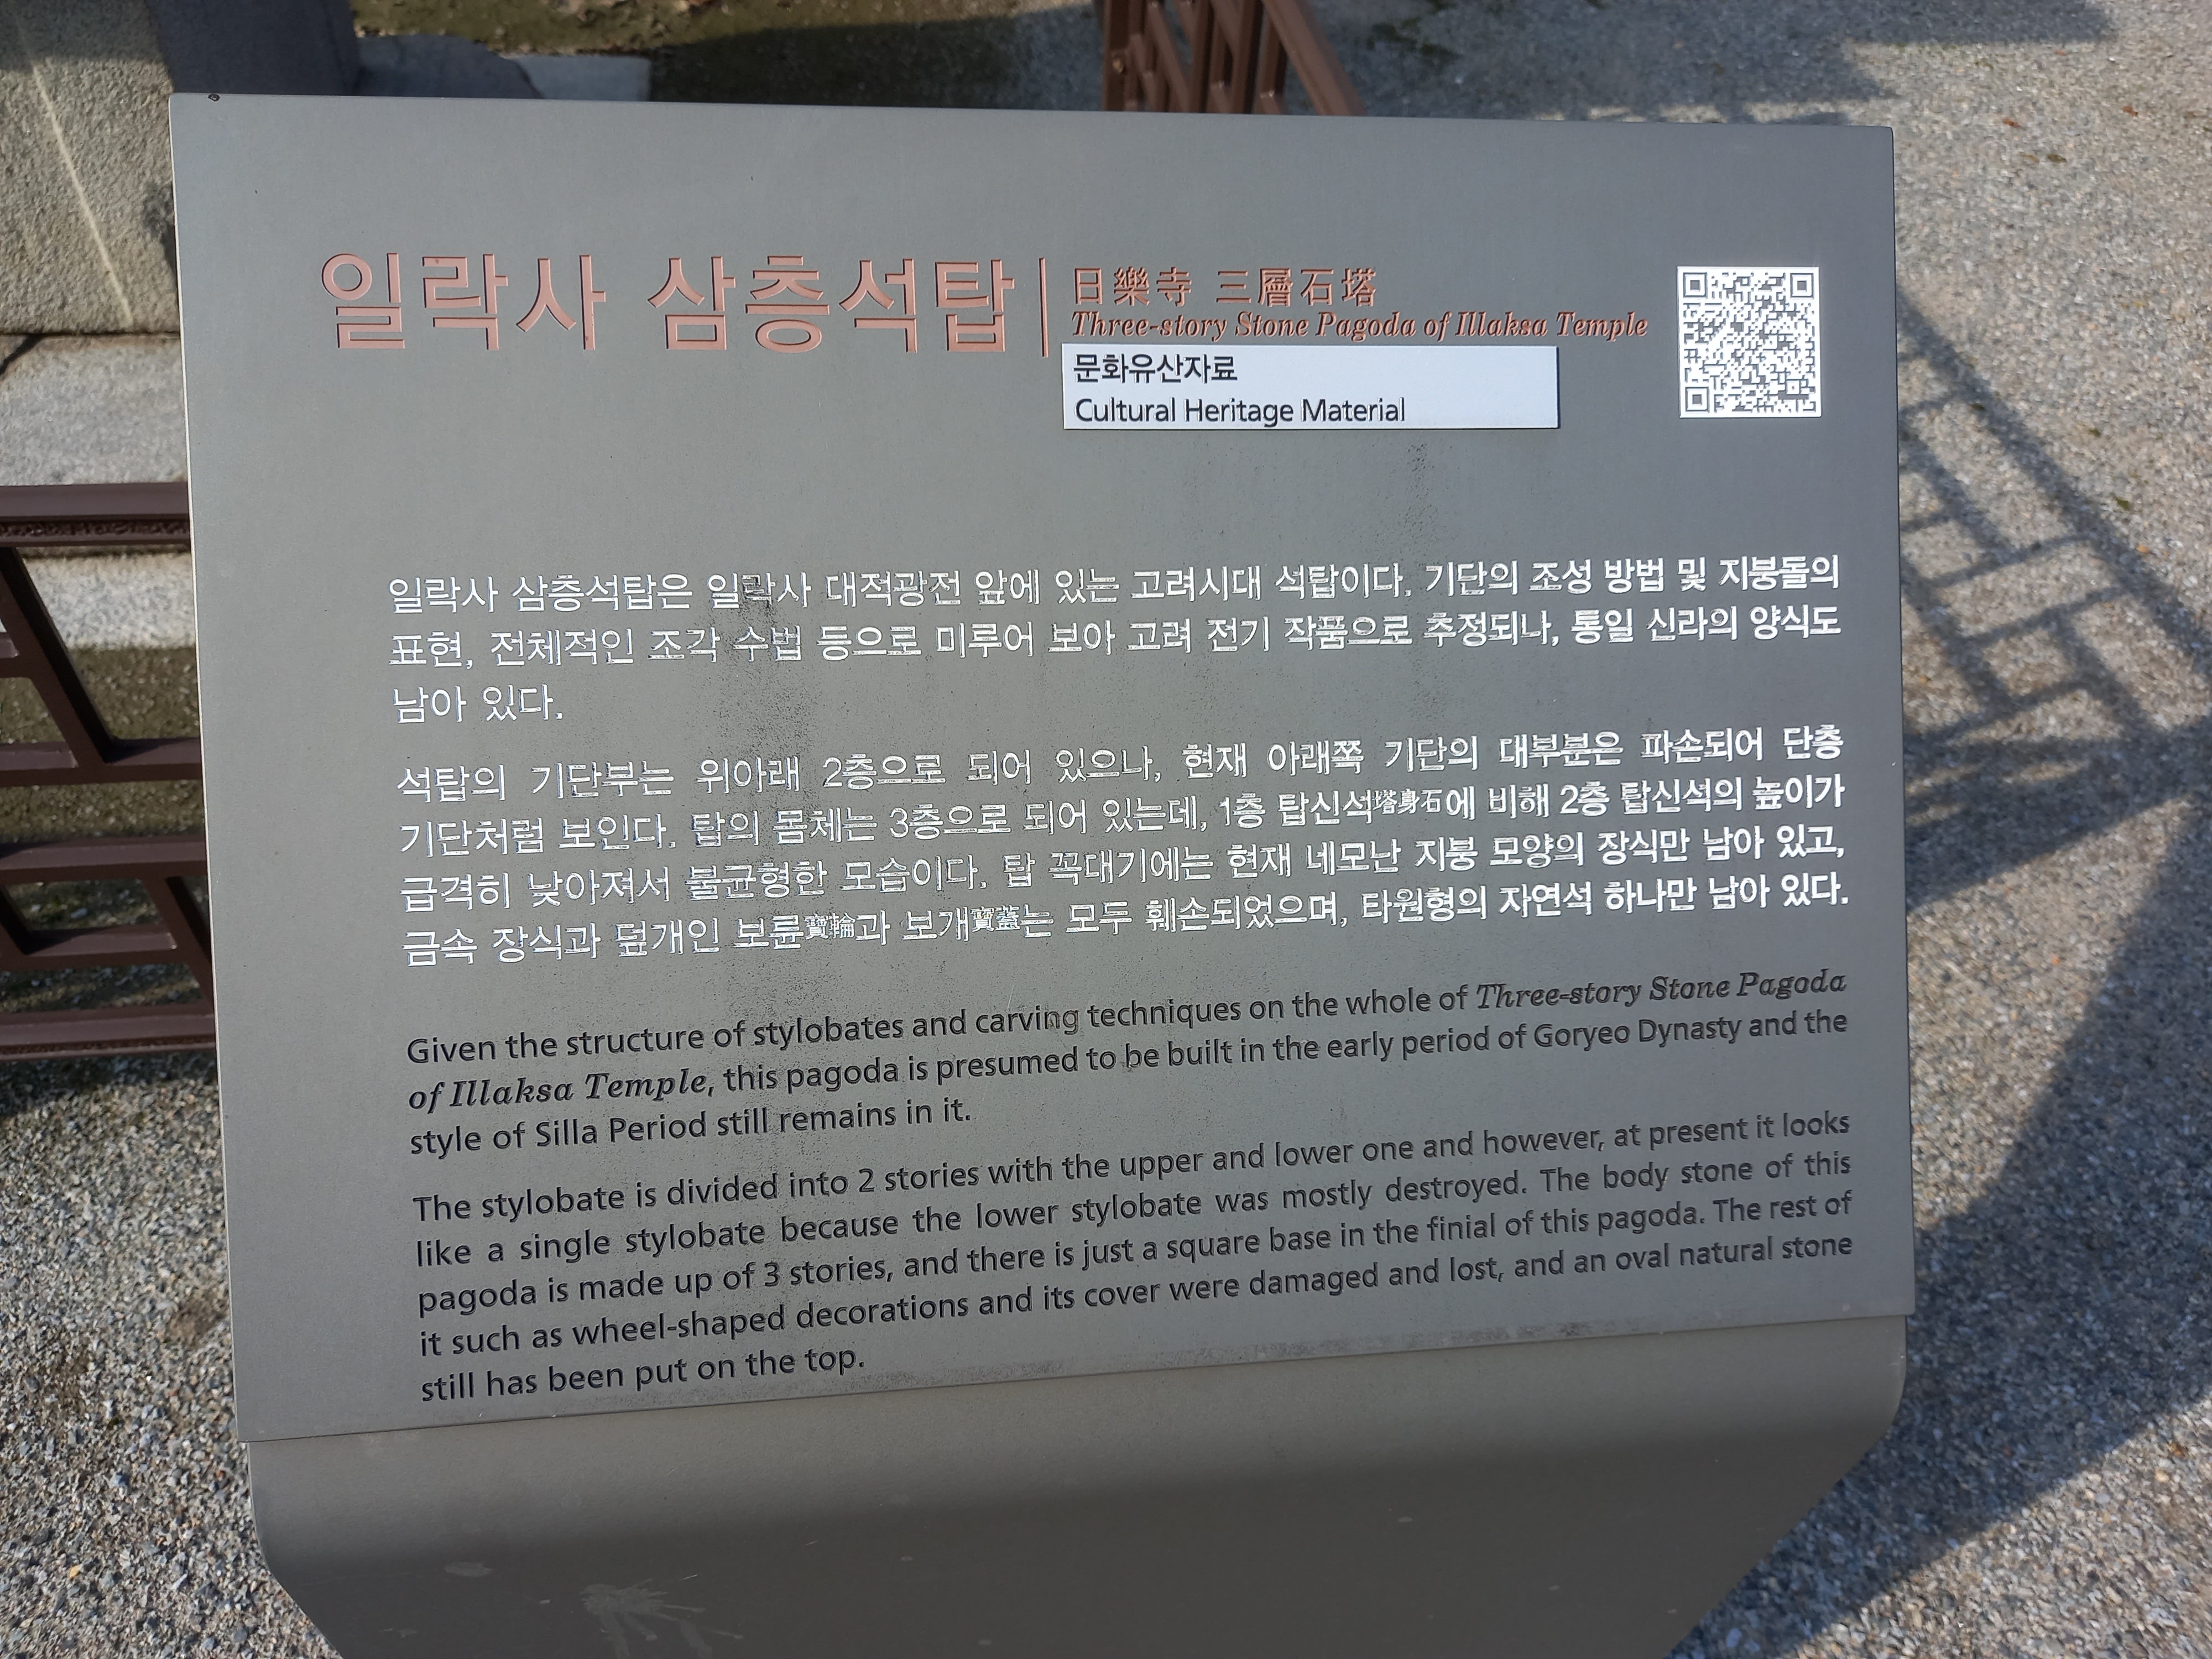 일락사 삼층석탑
日樂寺 三層石塔
Three-story Stone Pagoda of Illaksa Temple
문화유산자료
Cultural Heritage Material
일락사 삼층석탑은 일락사 대적광전 앞에 있는 고려시대 석탑이다. 기단의 조성 방법 및 지붕돌의
표현, 전체적인 조각 수법 등으로 미루어 보아 고려 전기 작품으로 추정되나, 통일 신라의 양식도
남아 있다.
석탑의 기단부는 위아래 2층으로 되어 있으나, 현재 아래쪽 기단의 대부분은 파손되어 단층
기단처럼 보인다. 탑의 몸체는 3층으로 되어 있는데, 1층 탑신석塔身石에 비해 2층 탑신석의 높이가
급격히 낮아져서 불균형한 모습이다. 탑 꼭대기에는 현재 네모난 지붕 모양의 장식만 남아 있고,
금속 장식과 덮개인 보륜寶輪과 보개寶蓋는 모두 훼손되었으며, 타원형의 자연석 하나만 남아 있다.
Given the structure of stylobates and carving techniques on the whole of Three-story Stone Pagoda
of Illaksa Temple, this pagoda is presumed to be built in the early period of Goryeo Dynasty and the
style of Silla Period still remains in it.
The stylobate is divided into 2 stories with the upper and lower one and however, at present it looks
like a single stylobate because the lower stylobate was mostly destroyed. The body stone of this
pagoda is made up of 3 stories, and there is just a square base in the finial of this pagoda. The rest of
it such as wheel-shaped decorations and its cover were damaged and lost, and an oval natural stone
still has been put on the top.